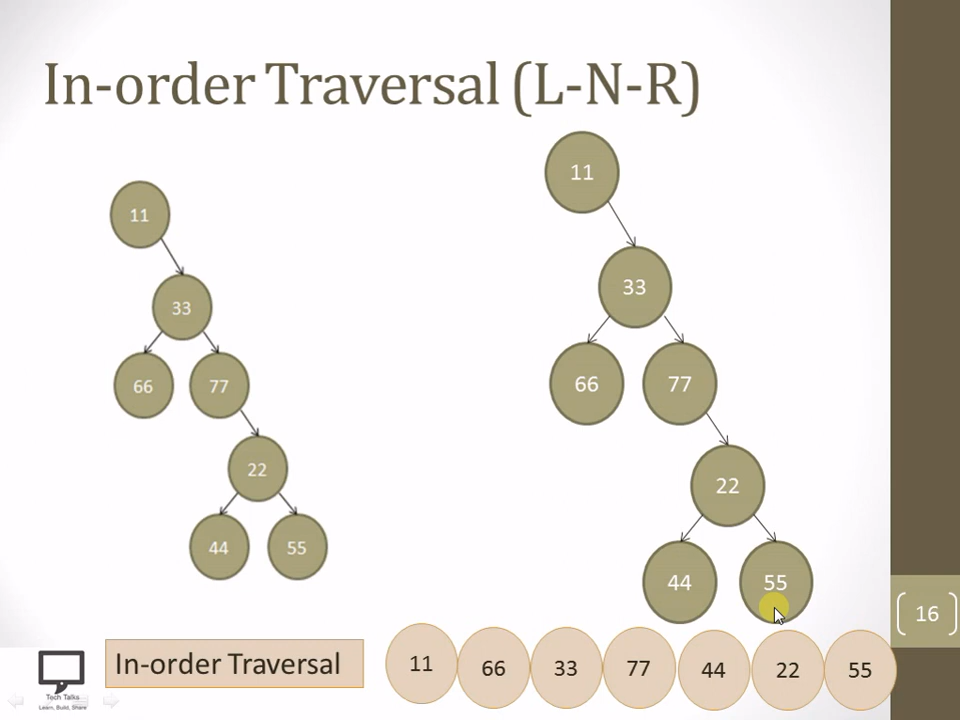 In-order Traversal (L-N-R)
11
33
66 77
22
44 55
11
33
66 77
22
44 55
16
In-order Traversal
11 66 33 77 44 22 55
Tech Talks
Learn, Build, Share